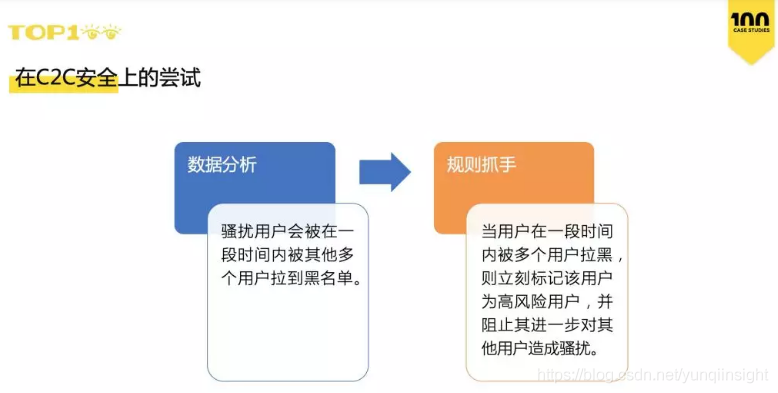 TOP100
100
CASE STUDIES
在C2C安全上的尝试
数据分析
骚扰用户会被在一
段时间内被其他多
个用户拉到黑名单。
规则抓手
当用户在一段时间
内被多个用户拉黑，
则立刻标记该用户
为高风险用户，并
阻止其进一步对其
他用户造成骚扰。
https://blog.csdn.net/yunqiinsight